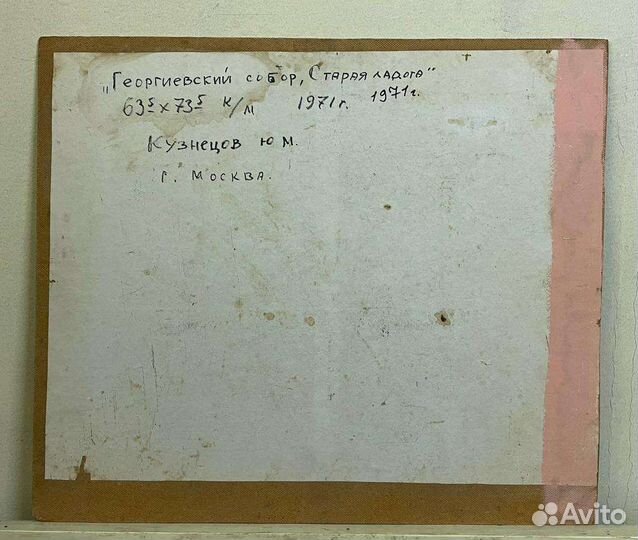 „Георгиевский собор, Старая ладога"
63⁵ x 73⁵ к/м 1971г. 1971г.
Кузнецов Ю М.
г. Москва.
Avito